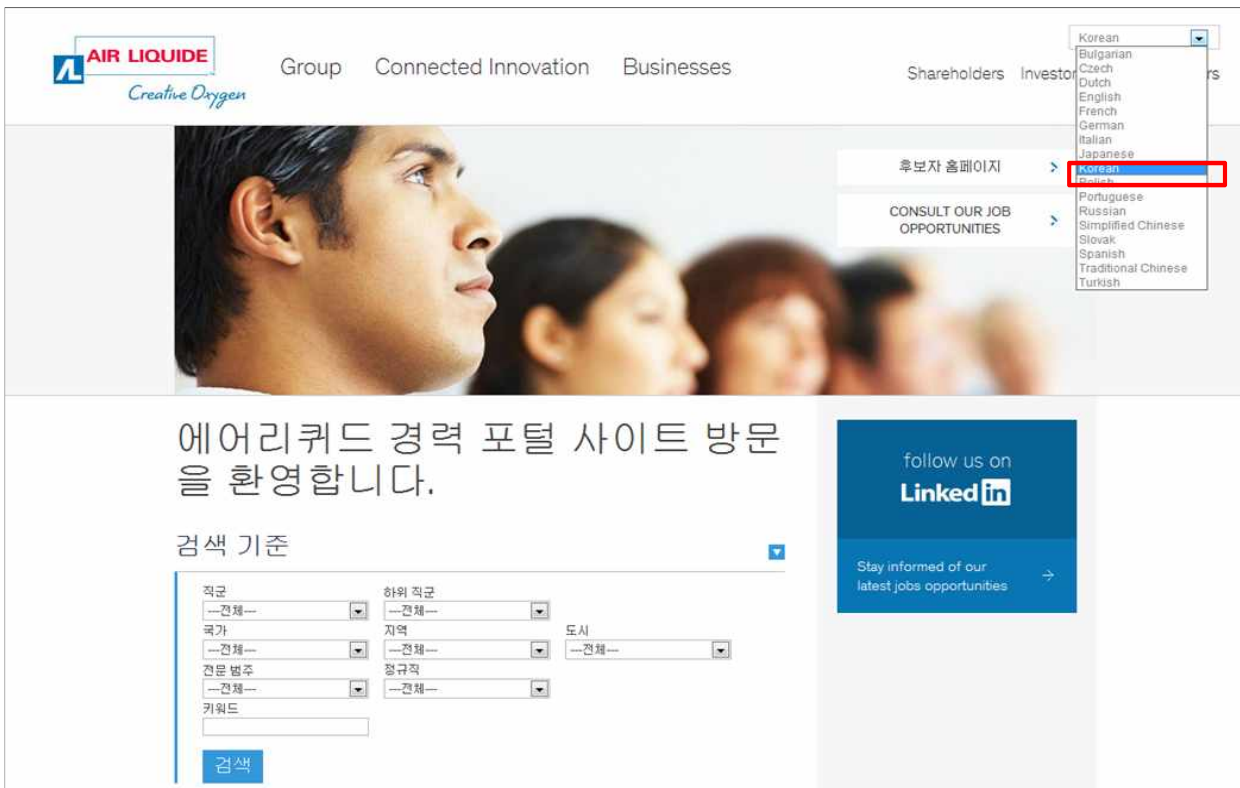 AIR LIQUIDE
Creative Oxygen
Group Connected Innovation Businesses
Shareholders
Korean
Bulgarian
Czech
Dutch
English
French
German
Italian
Japanese
Korean
Polish
Portuguese
Russian
Simplified Chinese
Slovak
Spanish
Traditional Chinese
Turkish
후보자 홈페이지
CONSULT OUR JOB
OPPORTUNITIES
에어리퀴드 경력 포털 사이트 방문
을 환영합니다.
검색 기준
직군 하위 직군
---전체--- ---전체---
국가 지역 도시
---전체--- ---전체--- ---전체---
전문 범주 정규직
---전체--- ---전체---
키워드
검색
follow us on
Linked in
Stay informed of our
latest jobs opportunities